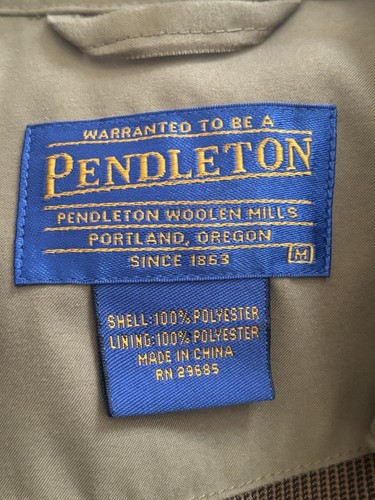 WARRANTED TO BE A
PENDLETON
PENDLETON WOOLEN MILLS
PORTLAND, OREGON
SINCE 1863 M
SHELL: 100% POLYESTER
LINING: 100% POLYESTER
MADE IN CHINA
RN 29685